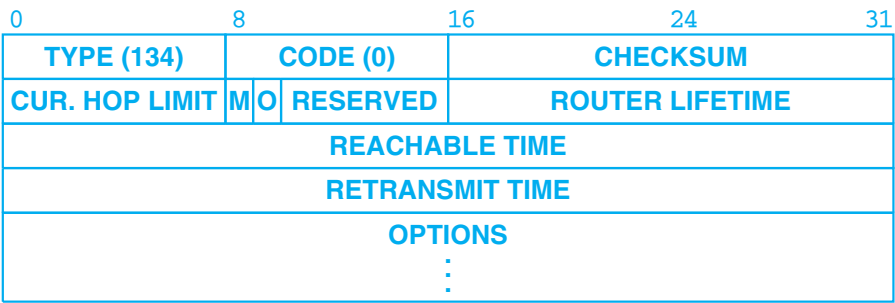 0 8 16 24 31
TYPE (134) CODE (0) CHECKSUM
CUR. HOP LIMIT M O RESERVED ROUTER LIFETIME
REACHABLE TIME
RETRANSMIT TIME
OPTIONS